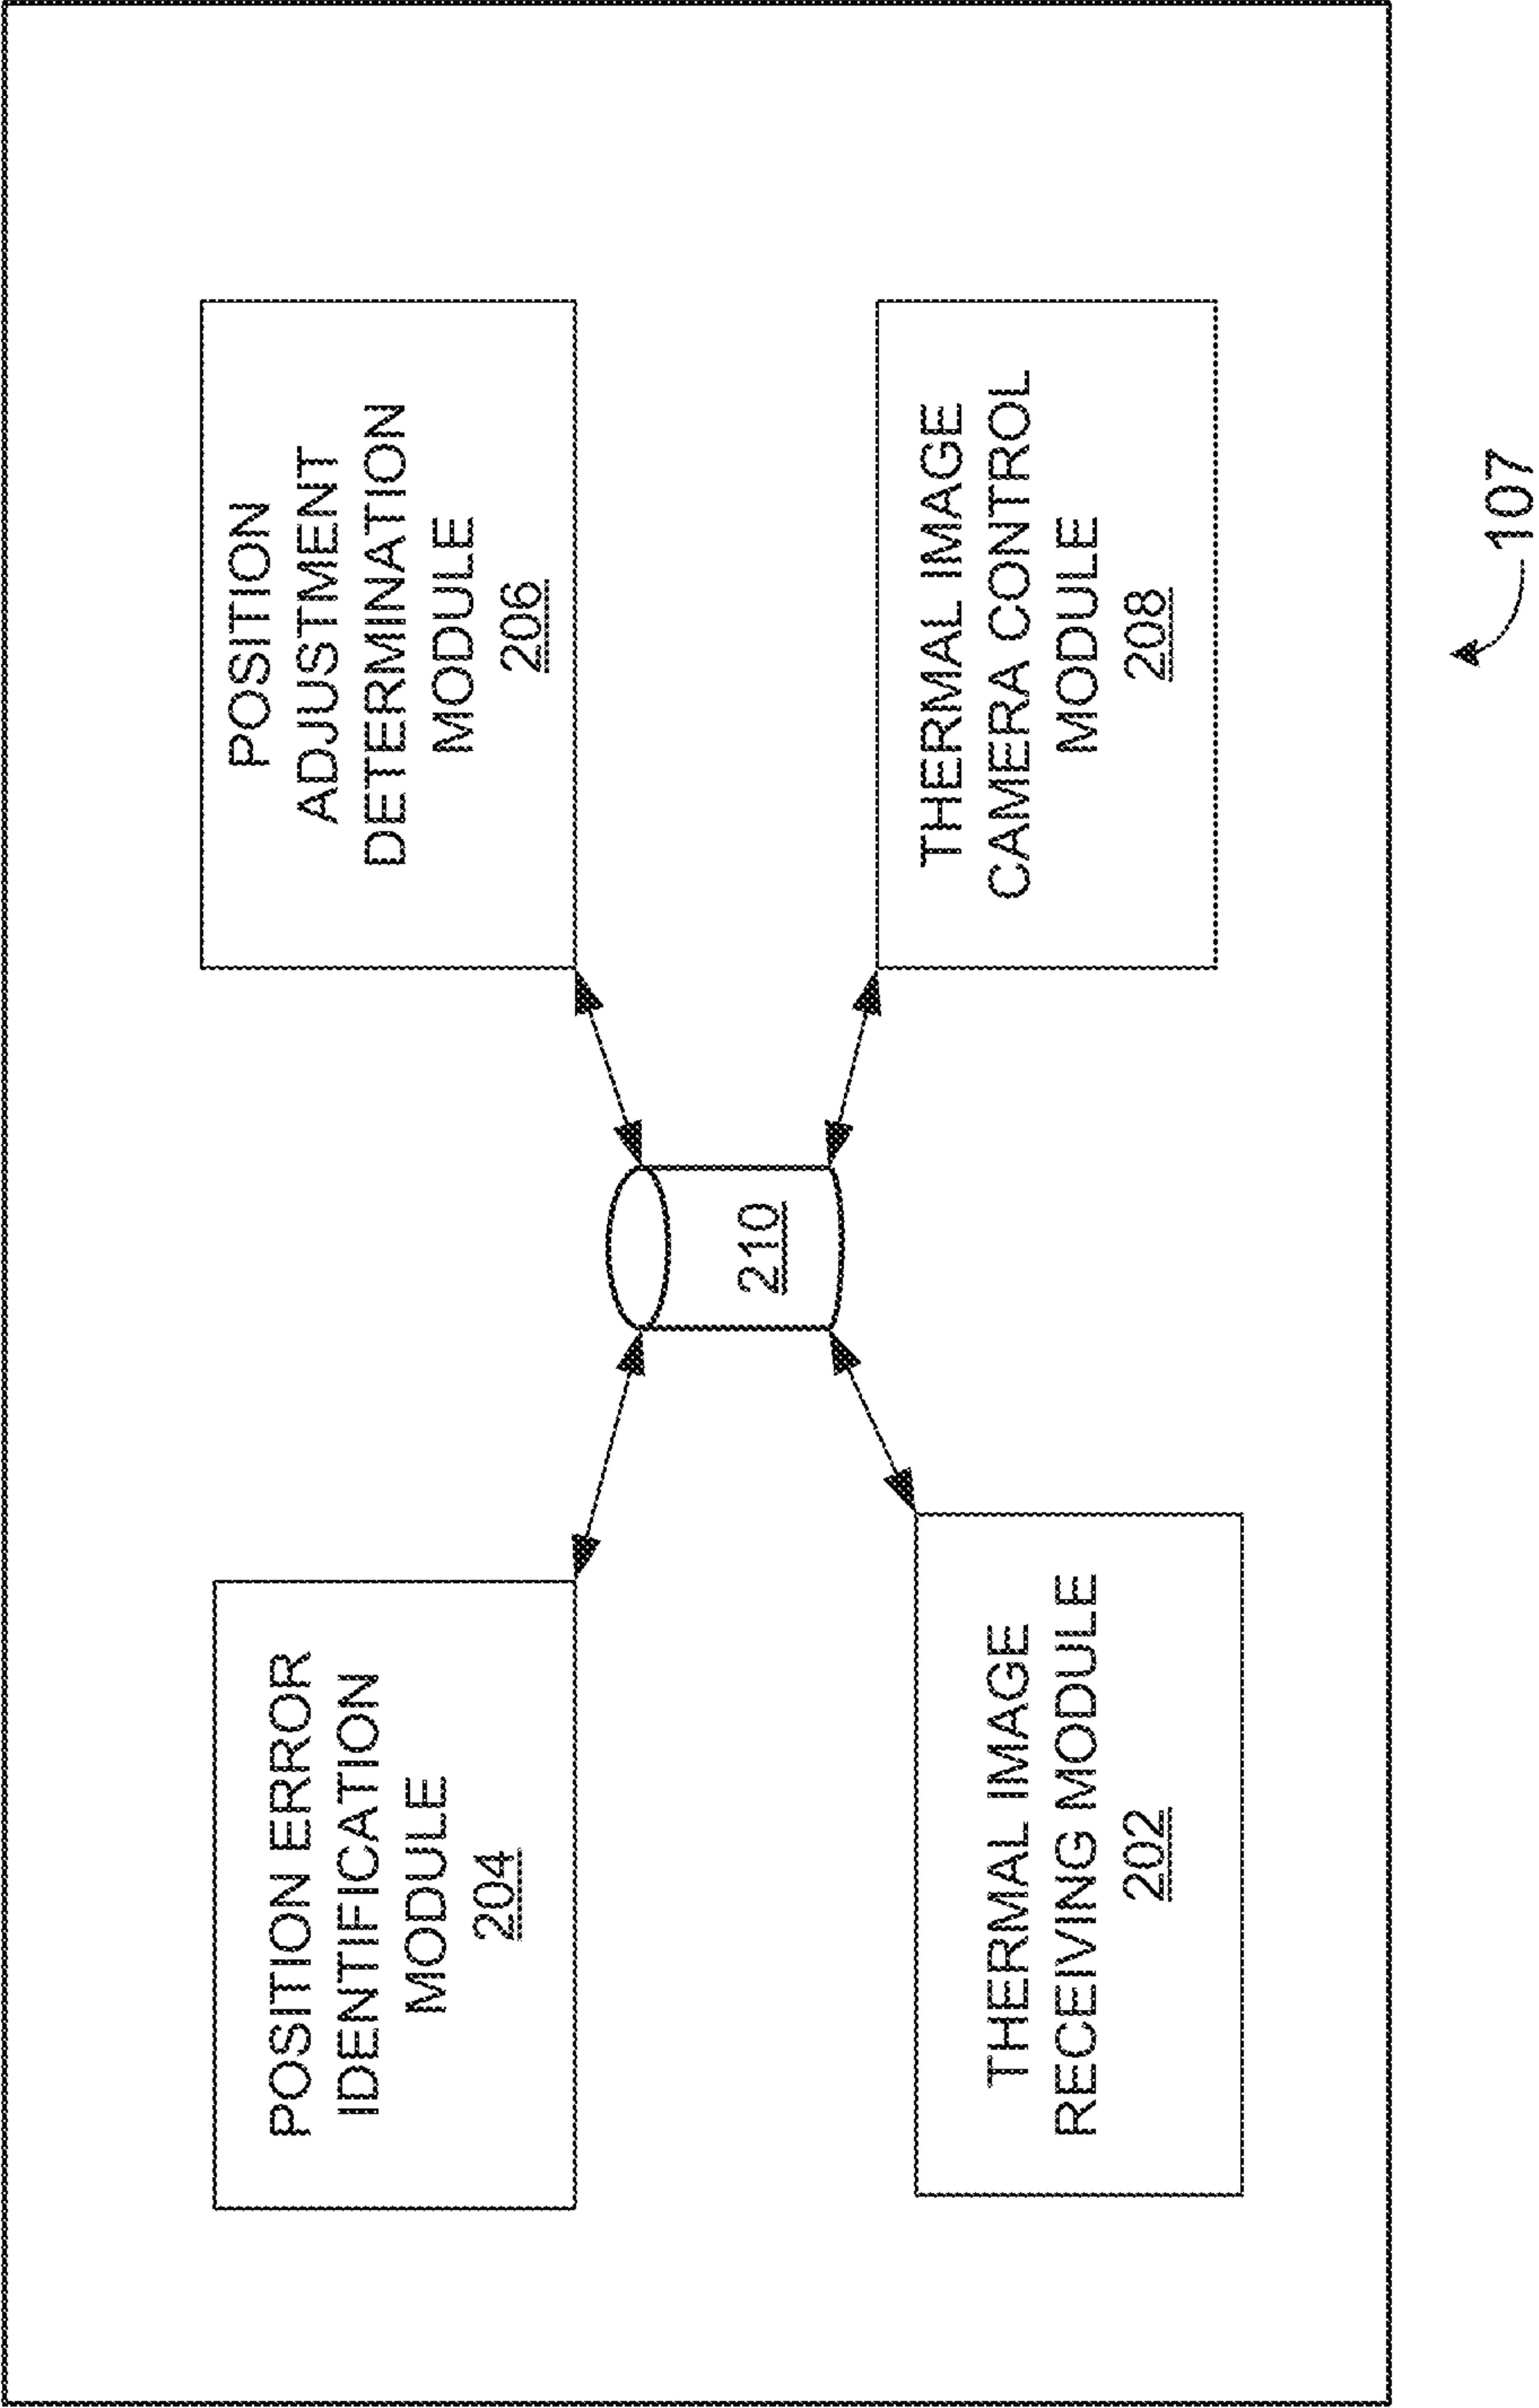 POSITION ERROR
IDENTIFICATION
MODULE
204
POSITION
ADJUSTMENT
DETERMINATION
MODULE
206
210
THERMAL IMAGE
RECEIVING MODULE
202
THERMAL IMAGE
CAMERA CONTROL
MODULE
208
107